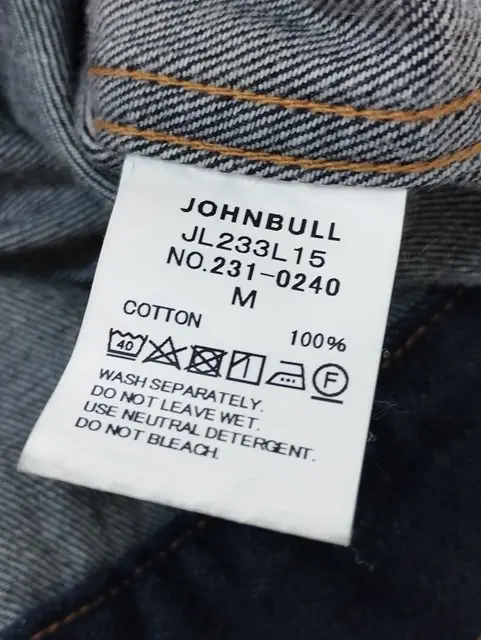 JOHNBULL
JL233L15
NO.231-0240
M
COTTON 100%
40 F
WASH SEPARATELY.
DO NOT LEAVE WET.
USE NEUTRAL DETERGENT.
DO NOT BLEACH.